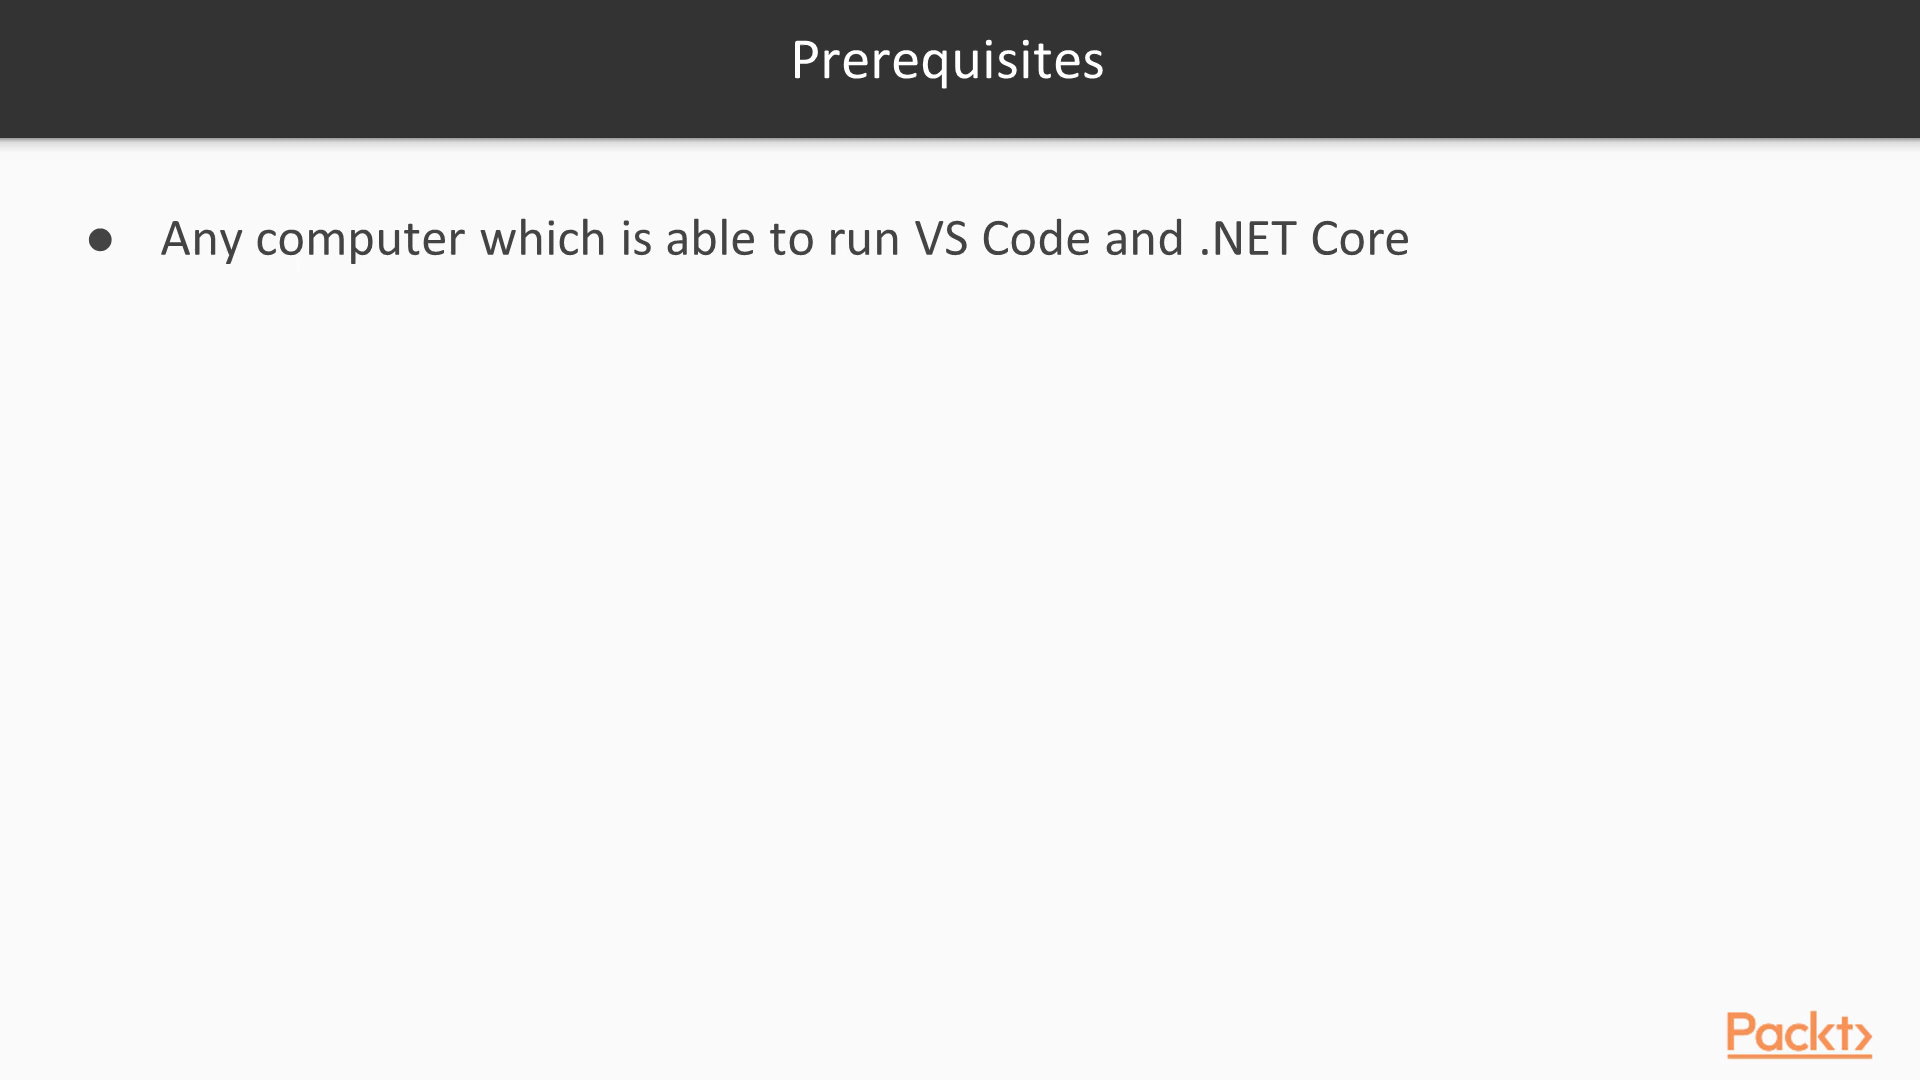 Prerequisites
● Any computer which is able to run VS Code and .NET Core
Packt>